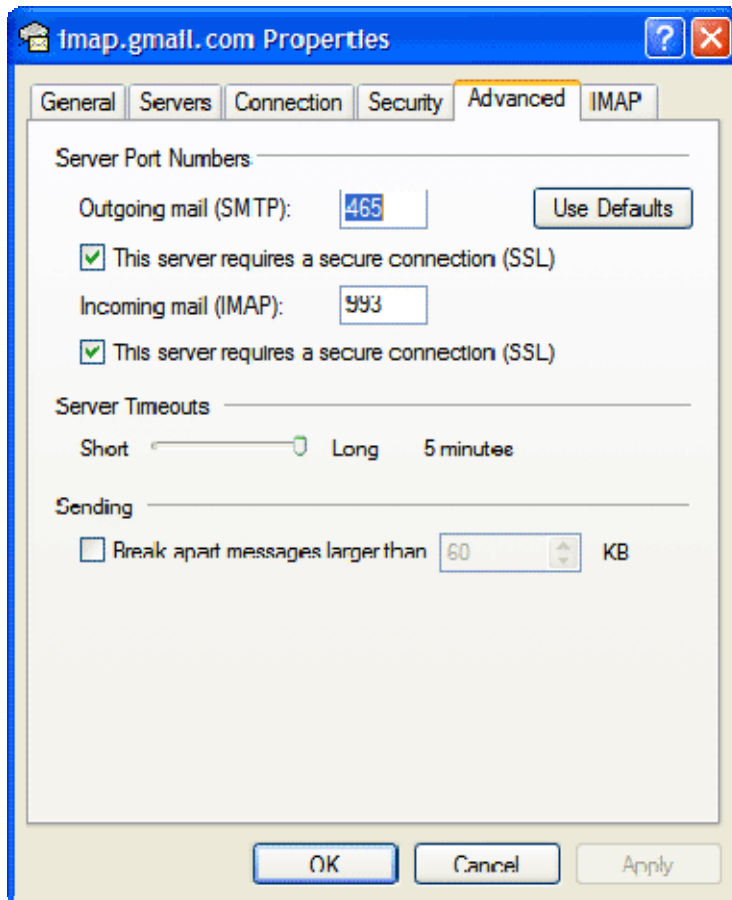 imap.gmail.com Properties
General Servers Connection Security Advanced IMAP
Server Port Numbers
Outgoing mail (SMTP): 465 Use Defaults
This server requires a secure connection (SSL)
Incoming mail (IMAP): 993
This server requires a secure connection (SSL)
Server Timeouts
Short Long 5 minutes
Sending
Break apart messages larger than 60 KB
OK Cancel Apply